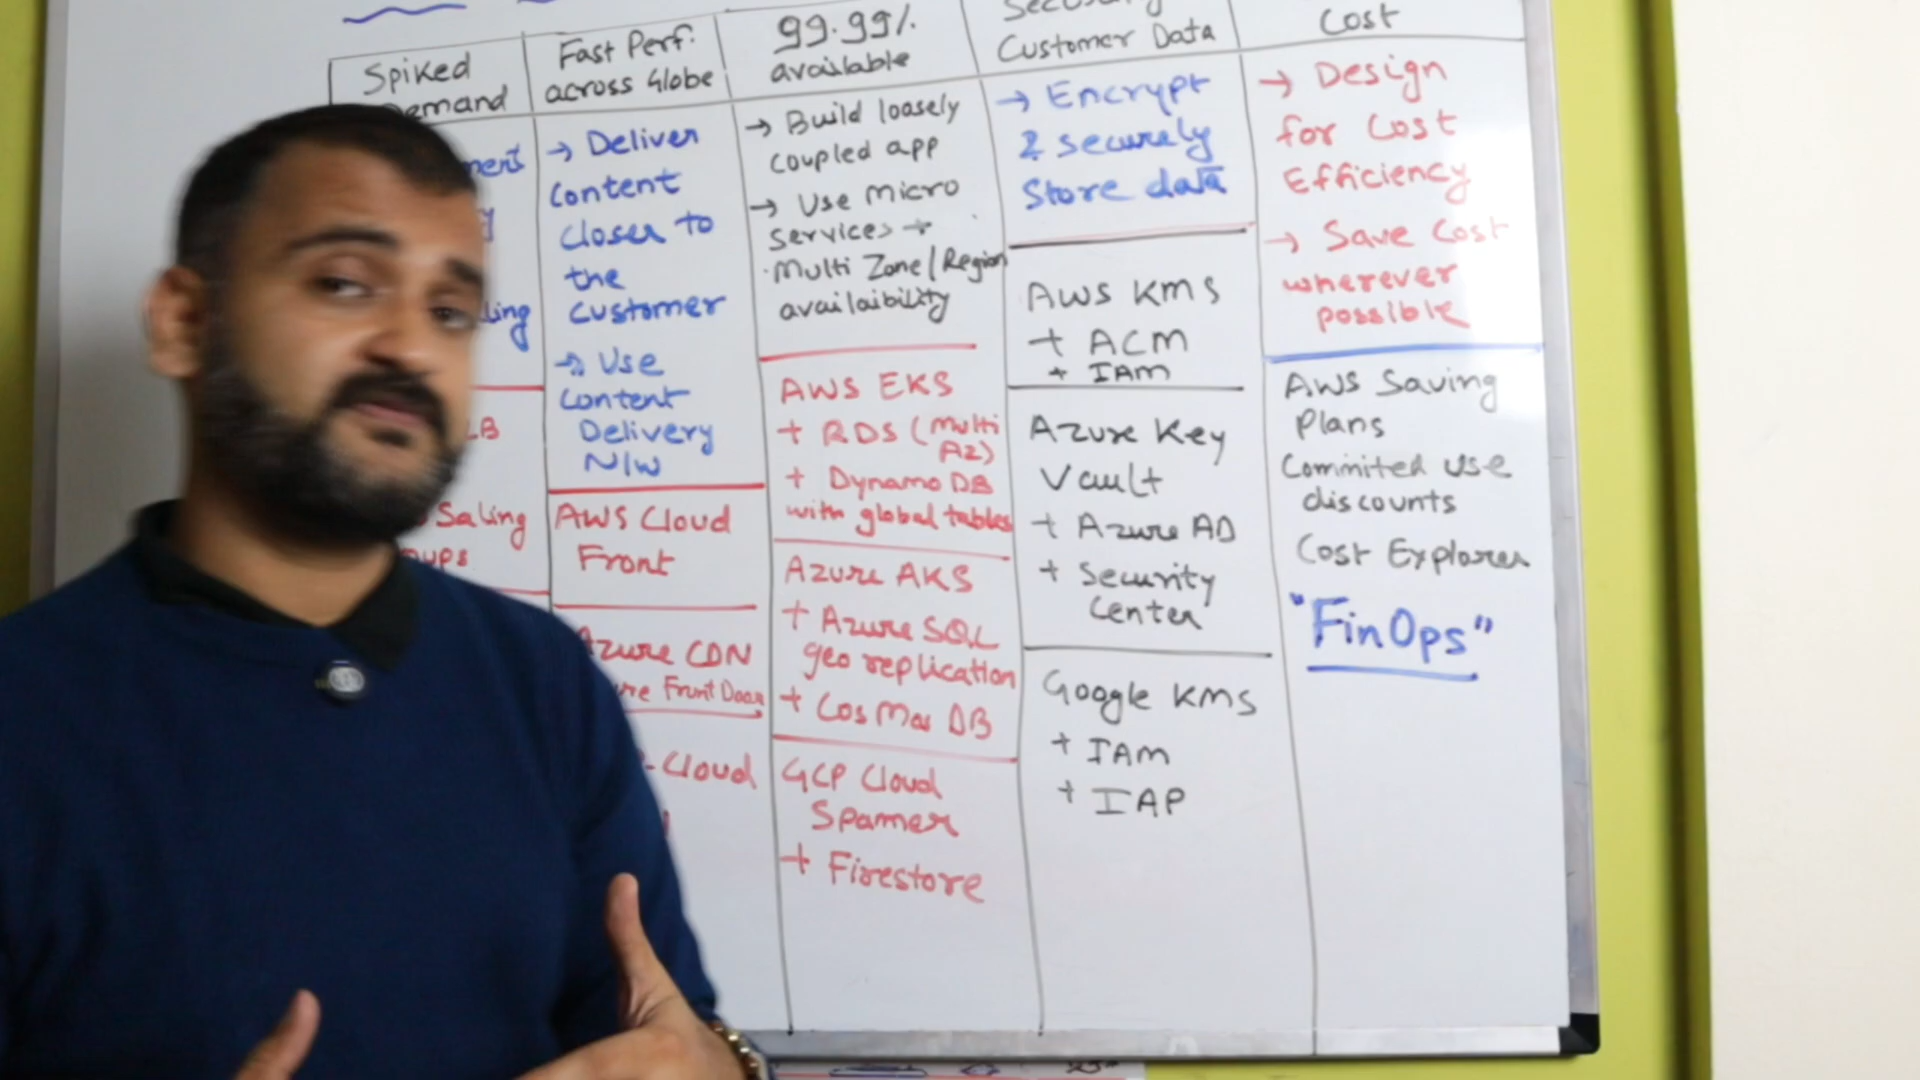 Spiked
Demand
Fast Perf.
across Globe
99.99%
available
Customer Data
Cost
→ Deliver
Content
closer to
the
Customer
→ Use
Content
Delivery
N/W
AWS Cloud
Front
Azure CDN
Front Door
Cloud
Saling
→ Build loosely
coupled app
→ Use Micro
services +
Multi Zone/Region
availaibility
AWS EKS
+ RDS (Multi
AZ)
+ Dynamo DB
with global tables
Azure AKS
+ Azure SQL
geo replication
+ Cos Mos DB
GCP Cloud
Spanner
+ Firestore
→ Encrypt
& securely
Store data
AWS KMS
+ ACM
+ IAM
Azure Key
Vault
+ Azure AD
+ Security
Center
Google KMS
+ IAM
+ IAP
→ Design
for Cost
Efficiency
→ Save Cost
wherever
possible
AWS Saving
Plans
Commited Use
discounts
Cost Explorer
"FinOps"